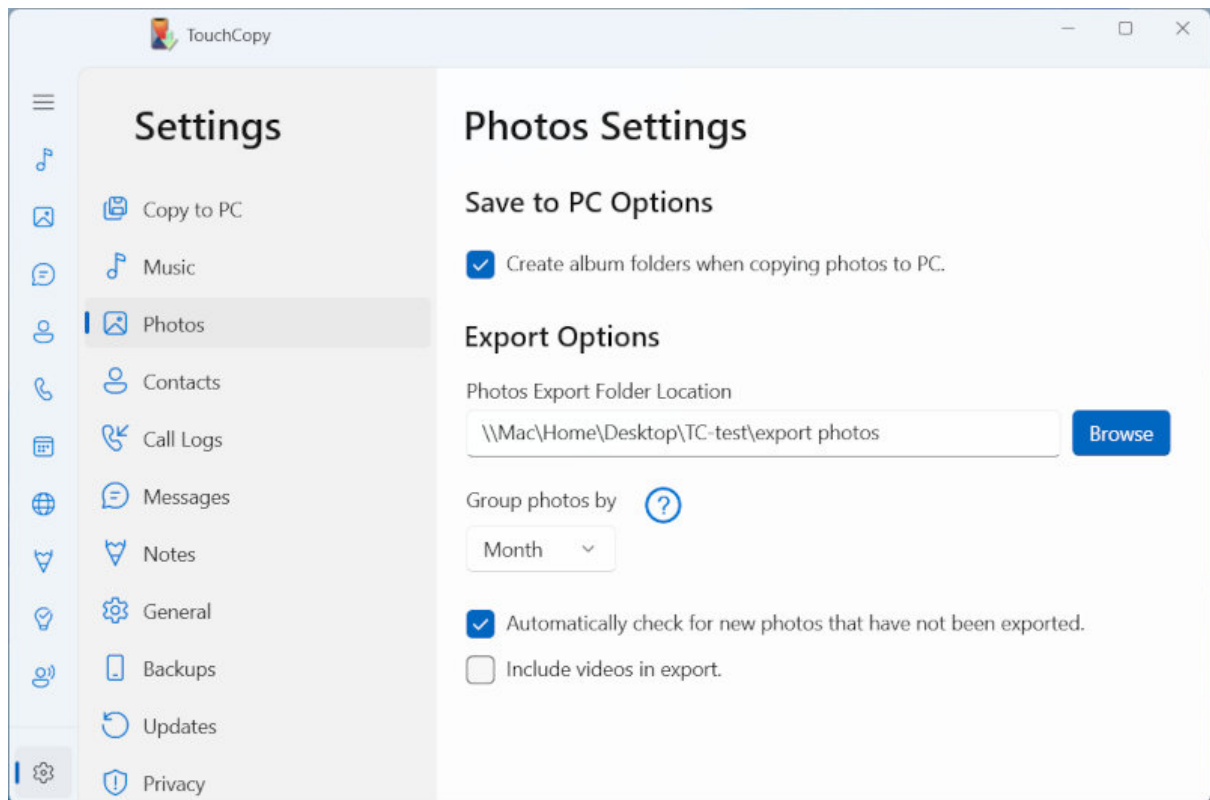 TouchCopy
Settings
Copy to PC
Music
Photos
Contacts
Call Logs
Messages
Notes
General
Backups
Updates
Privacy
Photos Settings
Save to PC Options
Create album folders when copying photos to PC.
Export Options
Photos Export Folder Location
\\Mac\Home\Desktop\TC-test\export photos
Browse
Group photos by
?
Month
Automatically check for new photos that have not been exported.
Include videos in export.